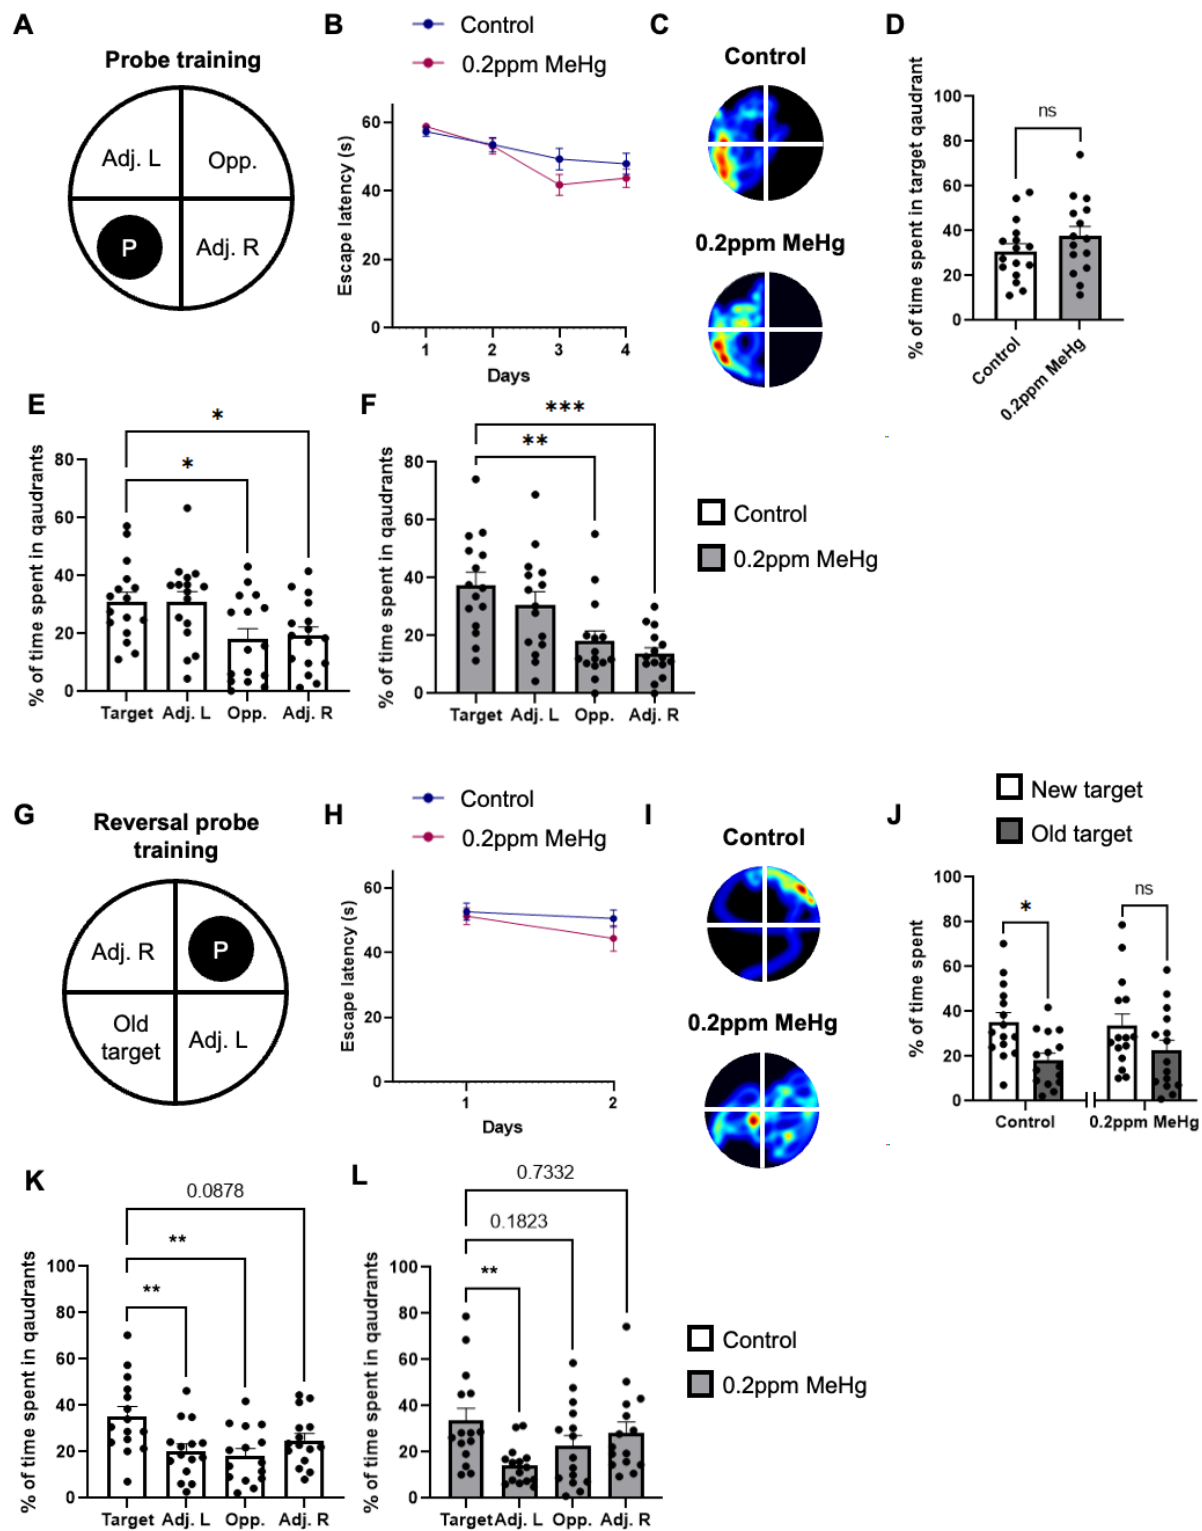 A
Probe training
Adj. L
Opp.
P
Adj. R
B
Control
0.2ppm MeHg
Escape latency (s)
60
40
20
0
1 2 3 4
Days
C
Control
0.2ppm MeHg
D
% of time spent in target qaudrant
100
80
60
40
20
0
ns
Control
0.2ppm MeHg
E
% of time spent in qaudrants
80
60
40
20
0
*
*
Target Adj. L Opp. Adj. R
F
% of time spent in qaudrants
80
60
40
20
0
***
**
Target Adj. L Opp. Adj. R
Control
0.2ppm MeHg
G
Reversal probe
training
Adj. R
P
Old
target
Adj. L
H
Control
0.2ppm MeHg
Escape latency (s)
60
40
20
0
1 2
Days
I
Control
0.2ppm MeHg
J
New target
Old target
% of time spent
100
80
60
40
20
0
*
ns
Control 0.2ppm MeHg
K
% of time spent in qaudrants
100
80
60
40
20
0
0.0878
**
**
Target Adj. L Opp. Adj. R
L
% of time spent in qaudrants
100
80
60
40
20
0
0.7332
0.1823
**
Target Adj. L Opp. Adj. R
Control
0.2ppm MeHg